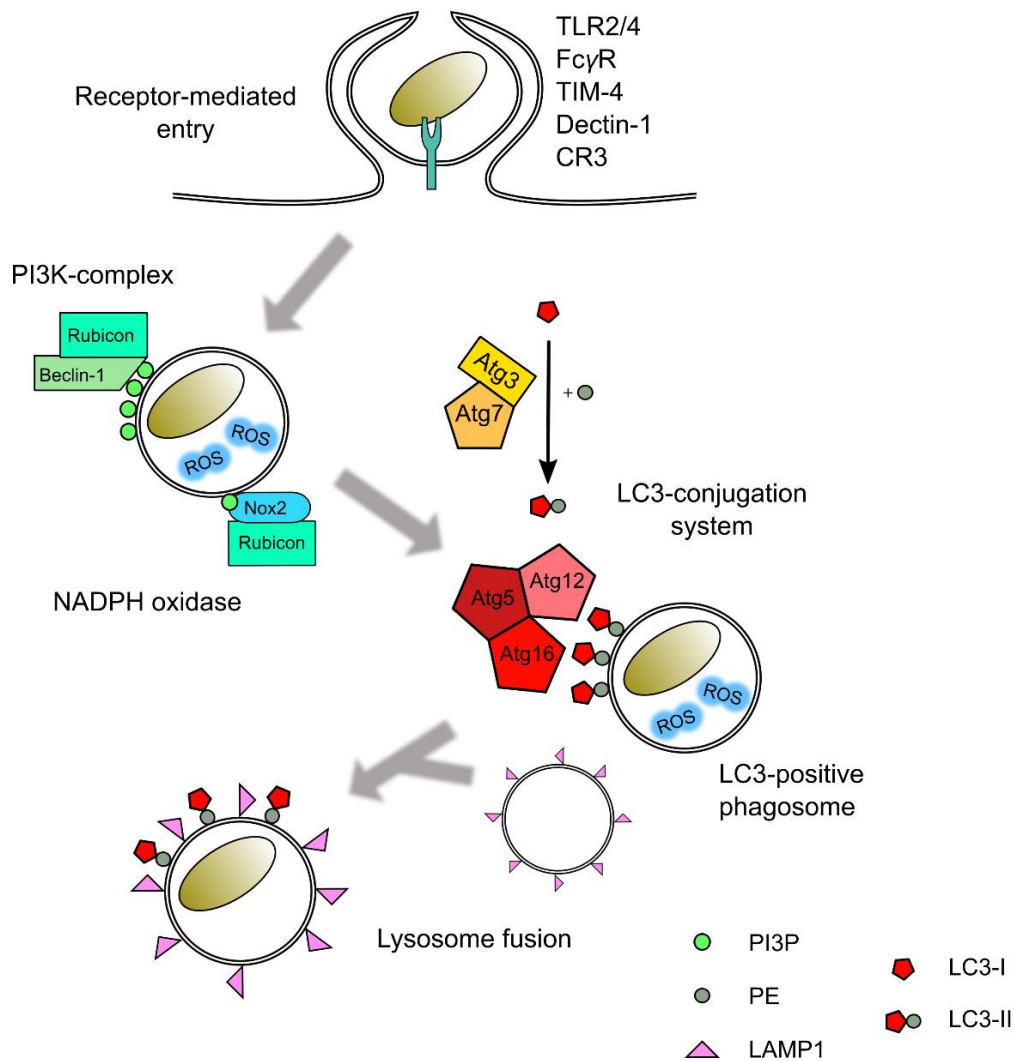 TLR2/4
FcγR
TIM-4
Dectin-1
CR3
Receptor-mediated
entry
PI3K-complex
Rubicon
Beclin-1
ROS
ROS
Nox2
Rubicon
NADPH oxidase
Atg3
Atg7
+
LC3-conjugation
system
Atg12
Atg5
Atg16
ROS
ROS
LC3-positive
phagosome
Lysosome fusion
PI3P
PE
LAMP1
LC3-I
LC3-II